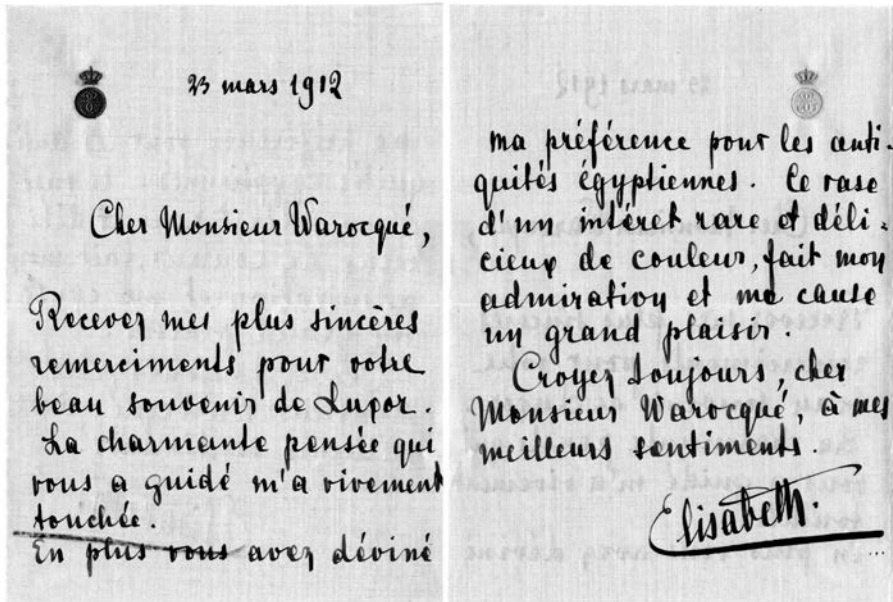 23 mars 1912
Cher Monsieur Warocqué,
Recevez mes plus sincères
remerciments pour votre
beau souvenir de Luxor.
La charmante pensée qui
vous a guidé m'a vivement
touchée.
En plus vous avez déviné
ma préférence pour les anti-
quités égyptiennes. Ce vase
d'un intéret rare et déli-
cieux de couleur, fait mon
admiration et me cause
un grand plaisir.
Croyez toujours, cher
Monsieur Warocqué, à mes
meilleurs sentiments.
Elisabeth.